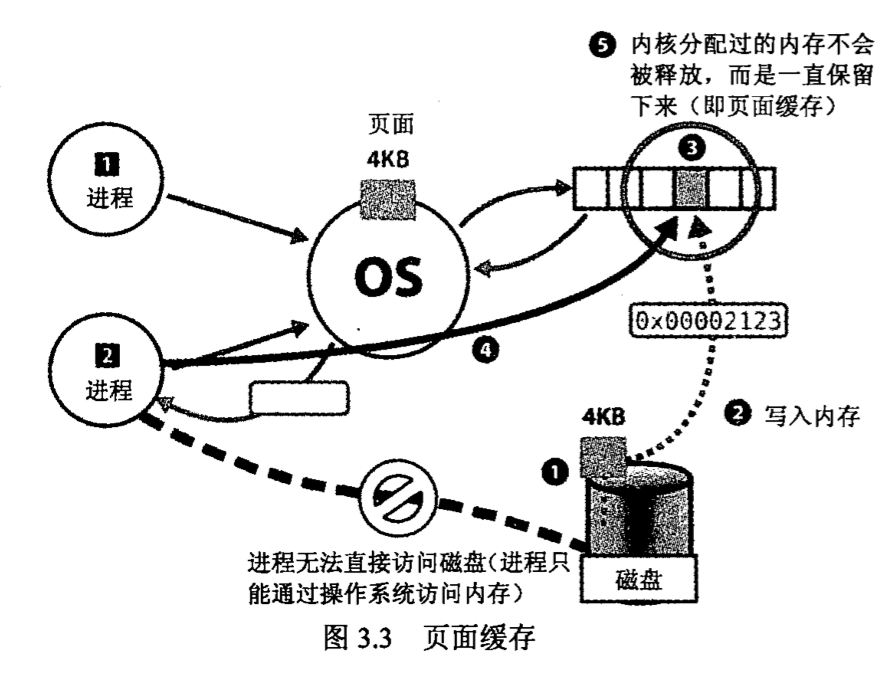 ❺ 内核分配过的内存不会
被释放，而是一直保留
下来（即页面缓存）
页面
4KB
❸
1
进程
OS
0x00002123
2
进程
❹
4KB
❷ 写入内存
❶
进程无法直接访问磁盘（进程只
能通过操作系统访问内存）
磁盘
图 3.3 页面缓存